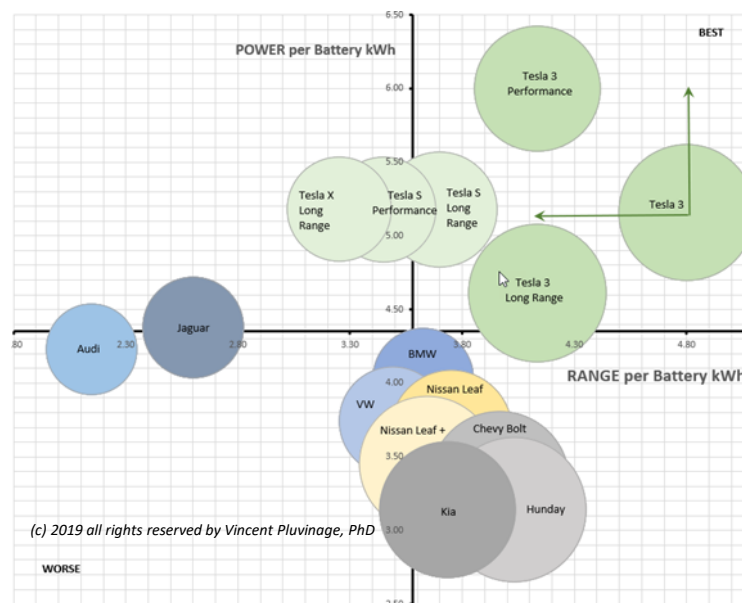 6.50
BEST
POWER per Battery kWh
6.00
Tesla 3
Performance
5.50
Tesla X
Long
Range
Tesla S
Performance
Tesla S
Long
Range
Tesla 3
5.00
4.50
Tesla 3
Long Range
Audi
Jaguar
.80
2.30
3.30
3.80
4.30
4.80
BMW
RANGE per Battery kWh
4.00
VW
Nissan Leaf
Nissan Leaf +
Chevy Bolt
3.50
Kia
Hunday
3.00
(c) 2019 all rights reserved by Vincent Pluvinage, PhD
WORSE